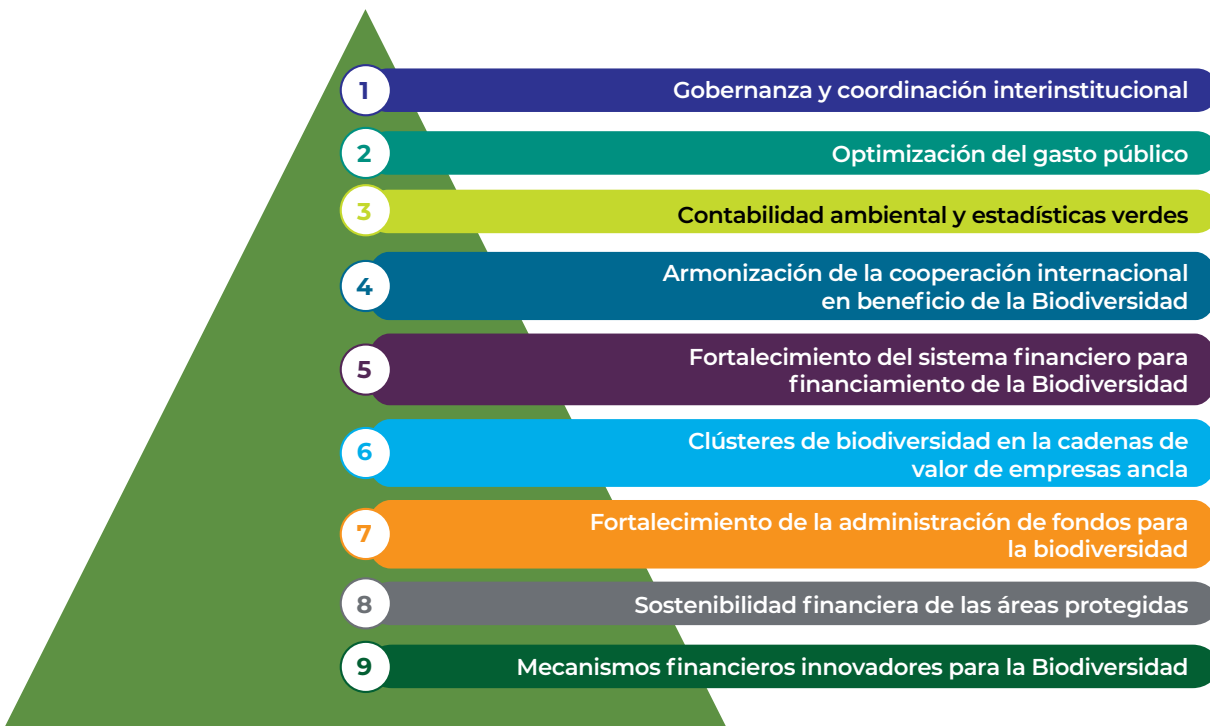 1
Gobernanza y coordinación interinstitucional
2
Optimización del gasto público
3
Contabilidad ambiental y estadísticas verdes
4
Armonización de la cooperación internacional
en beneficio de la Biodiversidad
5
Fortalecimiento del sistema financiero para
financiamiento de la Biodiversidad
6
Clústeres de biodiversidad en la cadenas de
valor de empresas ancla
7
Fortalecimiento de la administración de fondos para
la biodiversidad
8
Sostenibilidad financiera de las áreas protegidas
9
Mecanismos financieros innovadores para la Biodiversidad